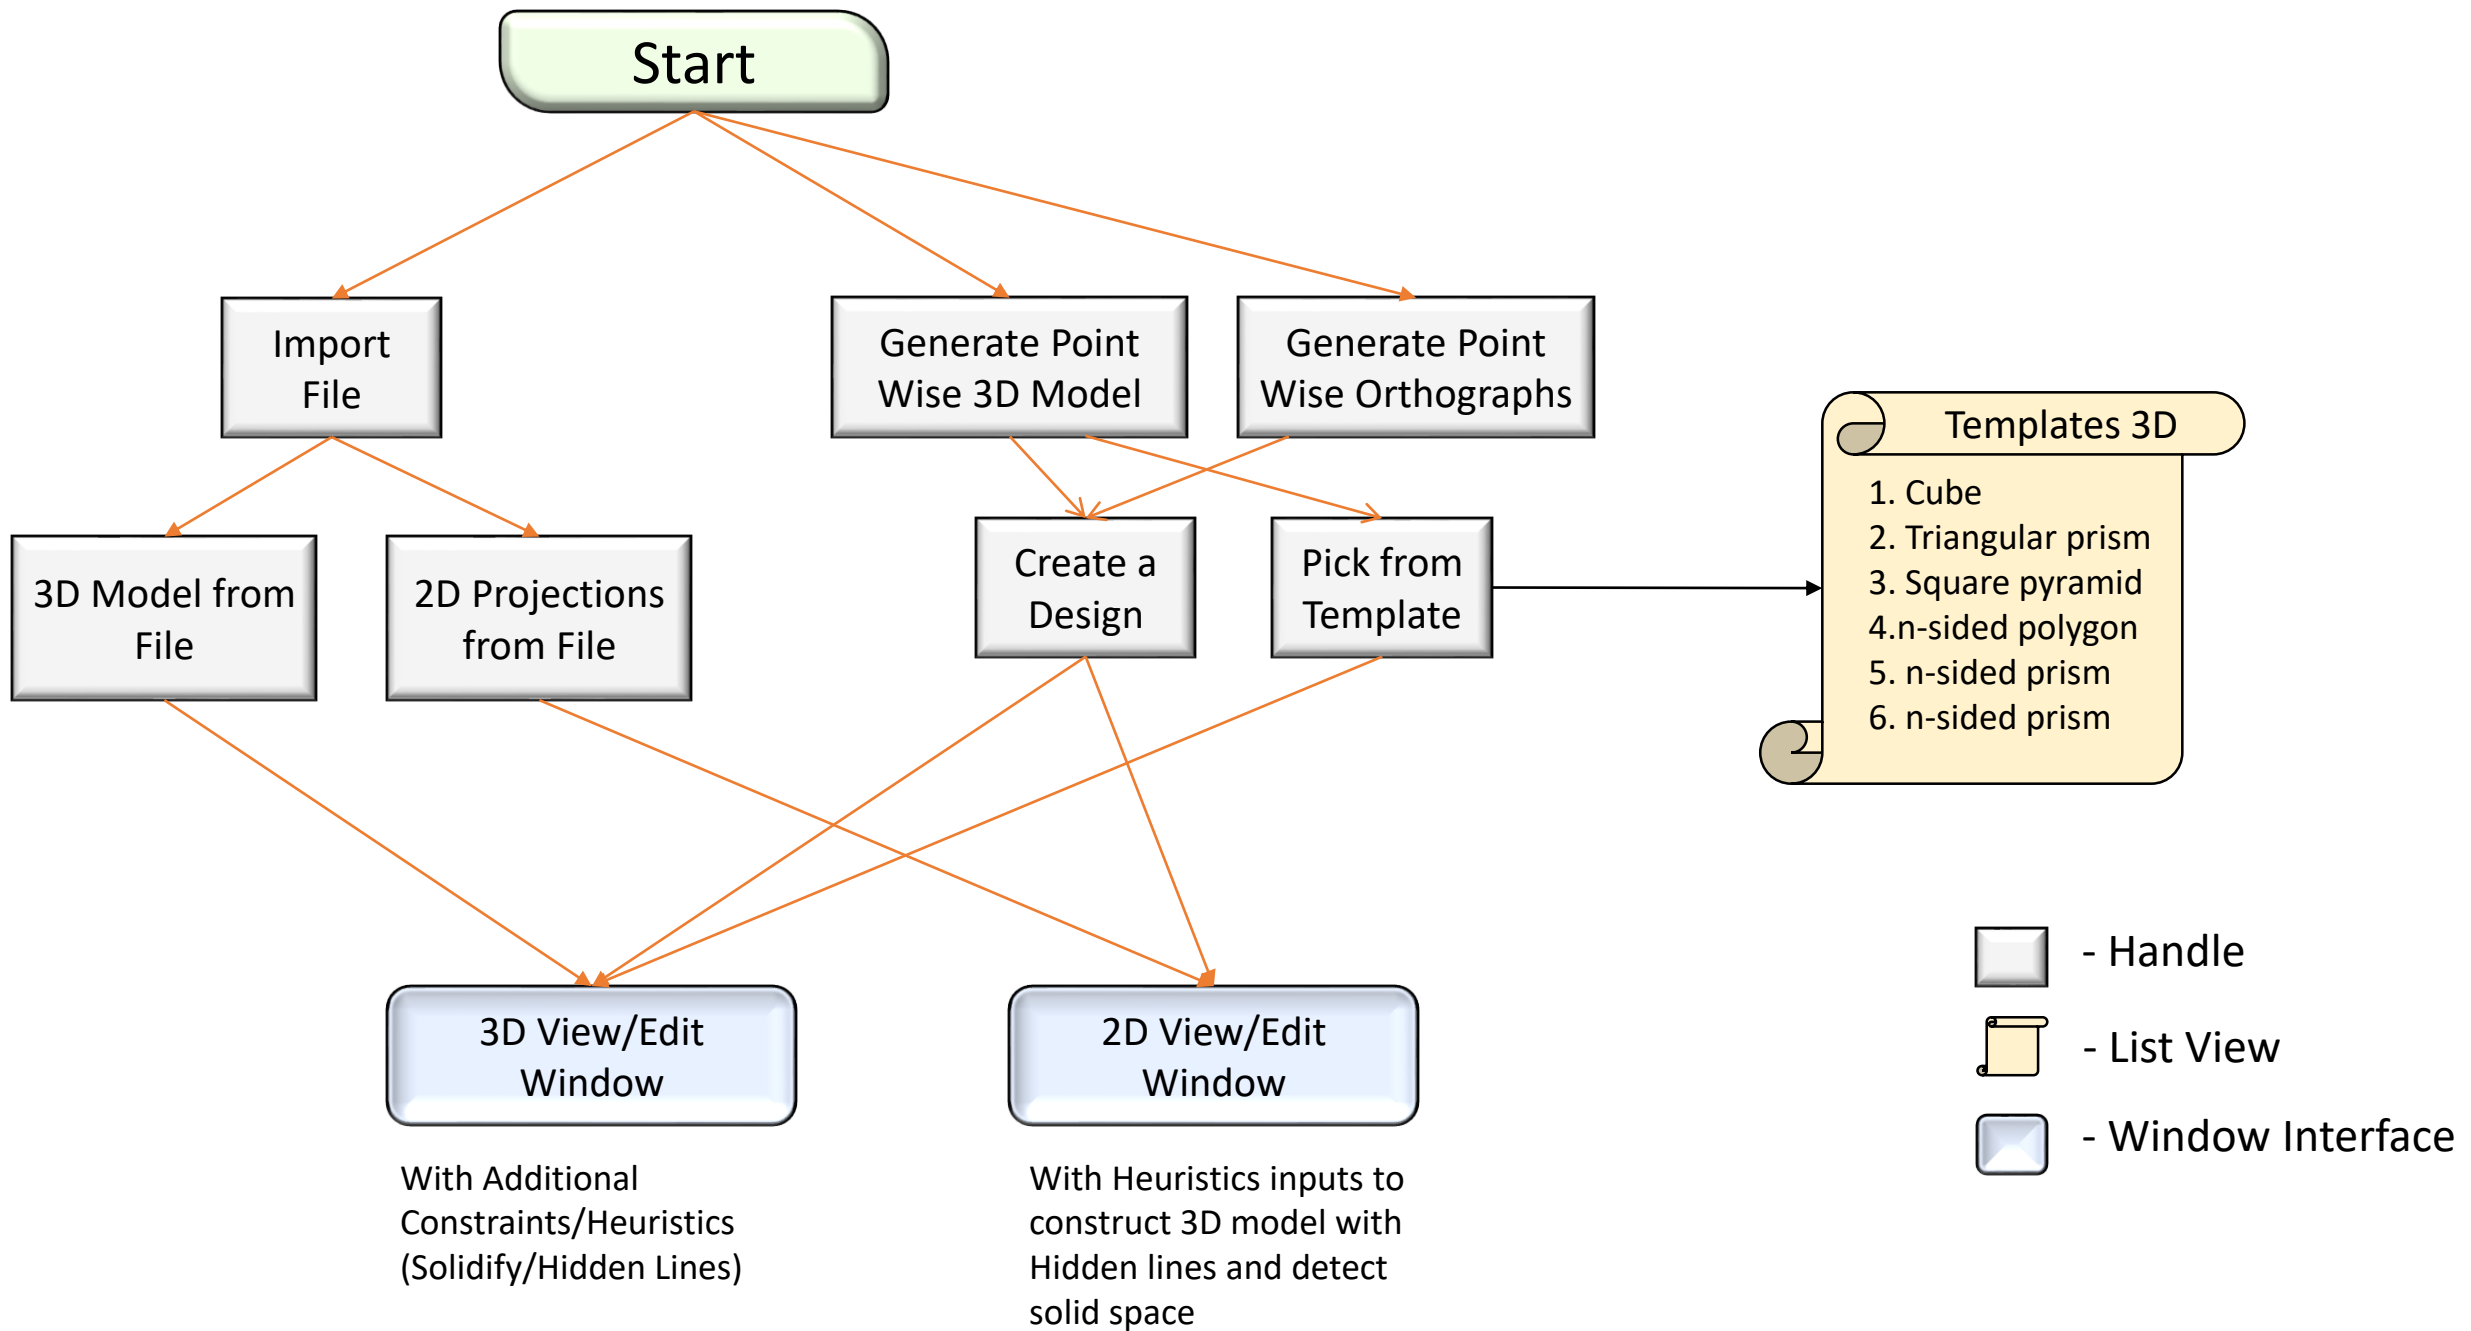 Start
Import
File
Generate Point
Wise 3D Model
Generate Point
Wise Orthographs
3D Model from
File
2D Projections
from File
Create a
Design
Pick from
Template
Templates 3D
1. Cube
2. Triangular prism
3. Square pyramid
4.n-sided polygon
5. n-sided prism
6. n-sided prism
3D View/Edit
Window
2D View/Edit
Window
With Additional
Constraints/Heuristics
(Solidify/Hidden Lines)
With Heuristics inputs to
construct 3D model with
Hidden lines and detect
solid space
- Handle
- List View
- Window Interface